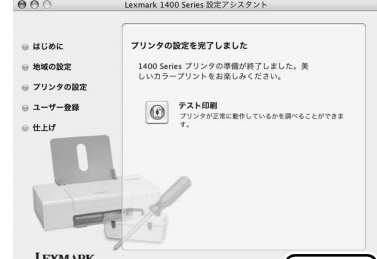 Lexmark 1400 Series 設定アシスタント
はじめに
地域の設定
プリンタの設定
ユーザー登録
仕上げ
プリンタの設定を完了しました
1400 Series プリンタの準備が終了しました。美
しいカラープリントをお楽しみください。
テスト印刷
プリンタが正常に動作しているかを調べることができま
す。
LEXMARK